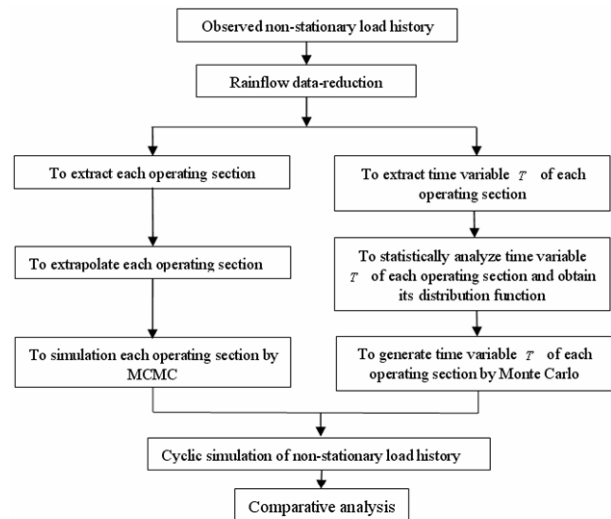 Observed non-stationary load history
Rainflow data-reduction
To extract each operating section
To extrapolate each operating section
To simulation each operating section by
MCMC
To extract time variable T of each
operating section
To statistically analyze time variable
T of each operating section and obtain
its distribution function
To generate time variable T of each
operating section by Monte Carlo
Cyclic simulation of non-stationary load history
Comparative analysis